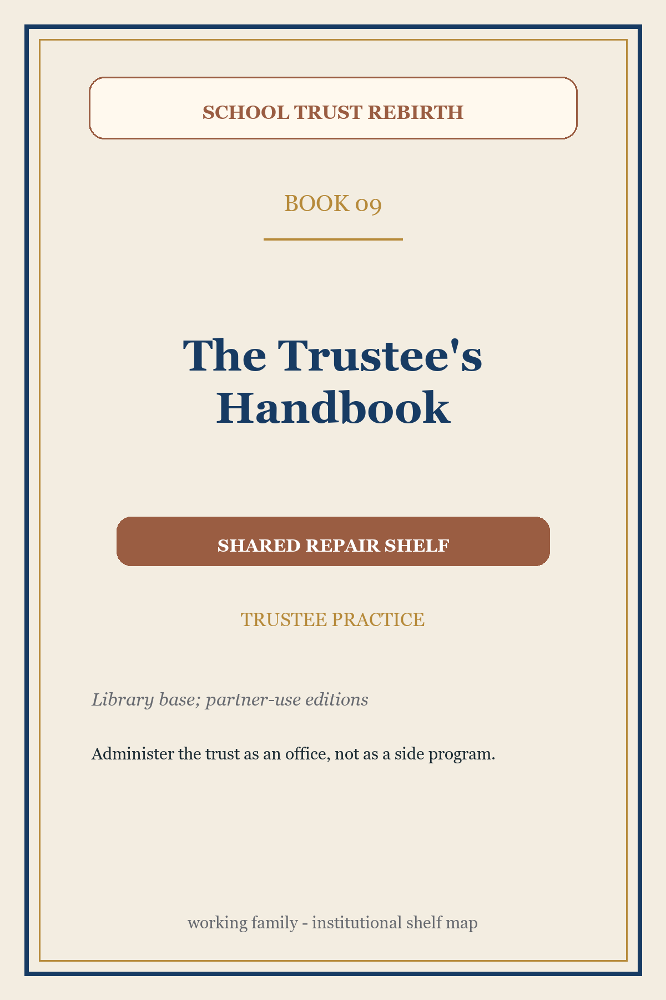 SCHOOL TRUST REBIRTH
BOOK 09
The Trustee's
Handbook
SHARED REPAIR SHELF
TRUSTEE PRACTICE
Library base; partner-use editions
Administer the trust as an office, not as a side program.
working family - institutional shelf map